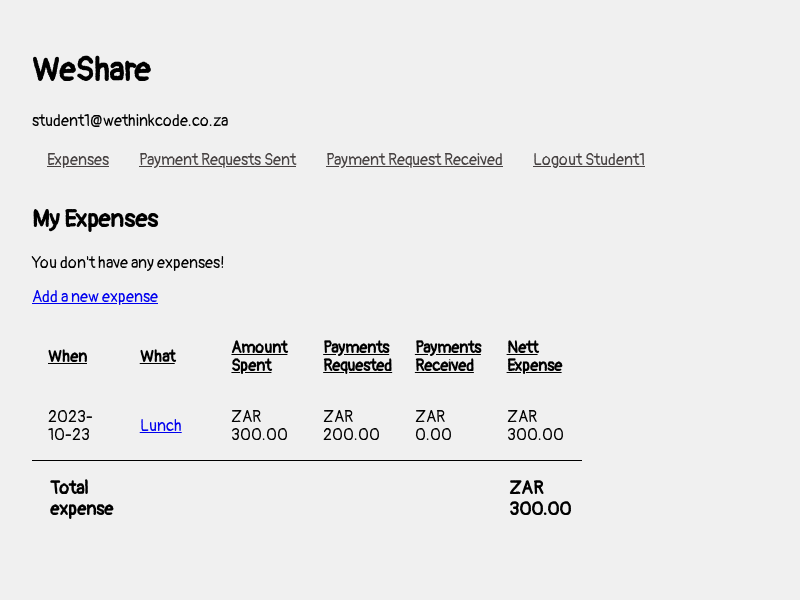 WeShare
student1@wethinkcode.co.za
Expenses Payment Requests Sent Payment Request Received Logout Student1
My Expenses
You don't have any expenses!
Add a new expense
When What Amount Spent Payments Requested Payments Received Nett Expense
2023-10-23 Lunch ZAR 300.00 ZAR 200.00 ZAR 0.00 ZAR 300.00
Total expense ZAR 300.00